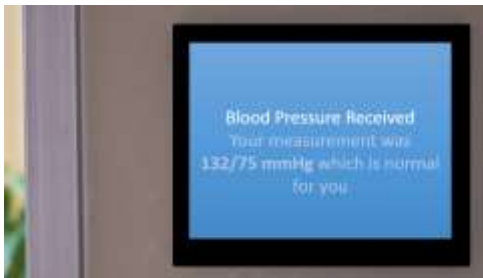 Blood Pressure Received
Your measurement was
132/75 mmHg which is normal
for you